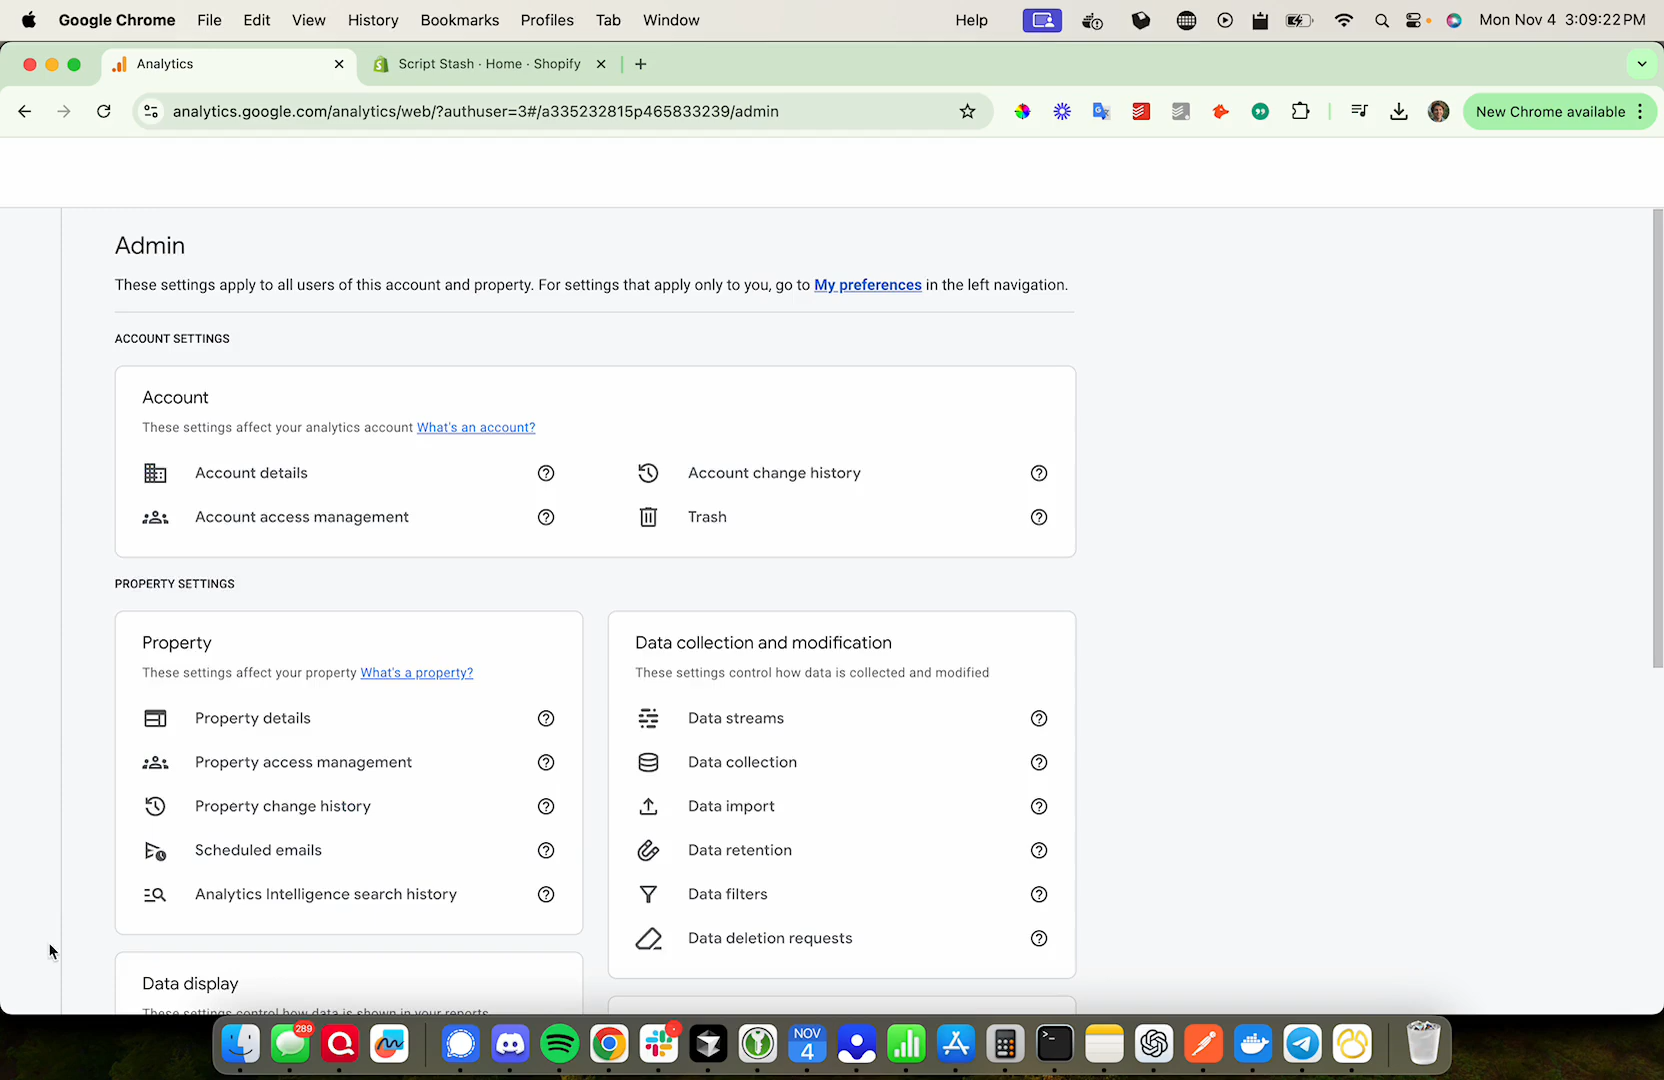 Google Chrome File Edit View History Bookmarks Profiles Tab Window Help Mon Nov 4 3:09:22 PM
Analytics Script Stash · Home · Shopify
analytics.google.com/analytics/web/?authuser=3#/a335232815p465833239/admin New Chrome available
Admin
These settings apply to all users of this account and property. For settings that apply only to you, go to My preferences in the left navigation.
ACCOUNT SETTINGS
Account
These settings affect your analytics account What's an account?
Account details
Account change history
Account access management
Trash
PROPERTY SETTINGS
Property
These settings affect your property What's a property?
Property details
Property access management
Property change history
Scheduled emails
Analytics Intelligence search history
Data collection and modification
These settings control how data is collected and modified
Data streams
Data collection
Data import
Data retention
Data filters
Data deletion requests
Data display
These settings control how data is shown in your reports
289
NOV
4